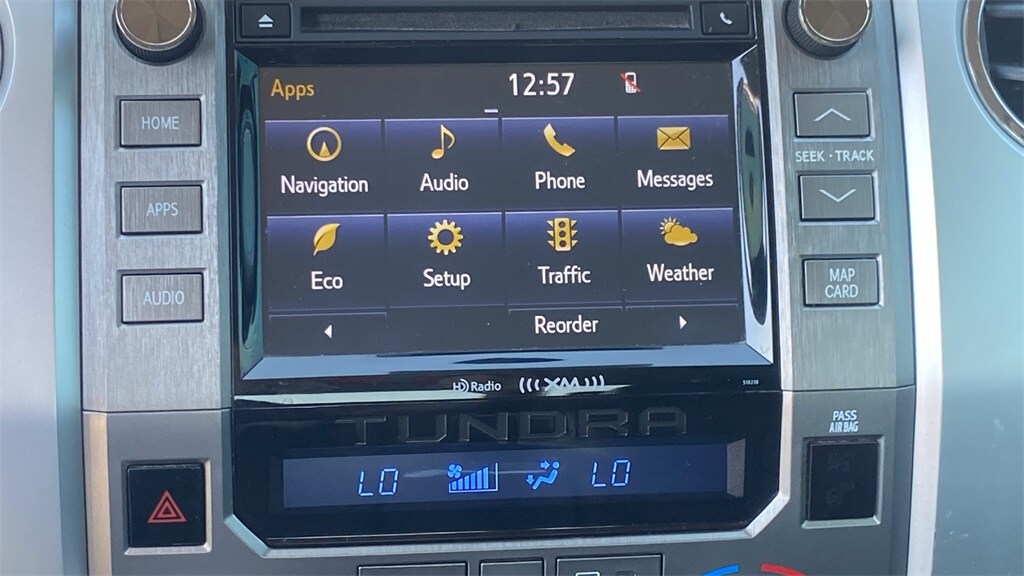 Apps 12:57
HOME
APPS
AUDIO
Navigation Audio Phone Messages
Eco Setup Traffic Weather
Reorder
SEEK · TRACK
MAP
CARD
HD Radio ((( XM )))
TUNDRA
LO LO
PASS
AIR BAG